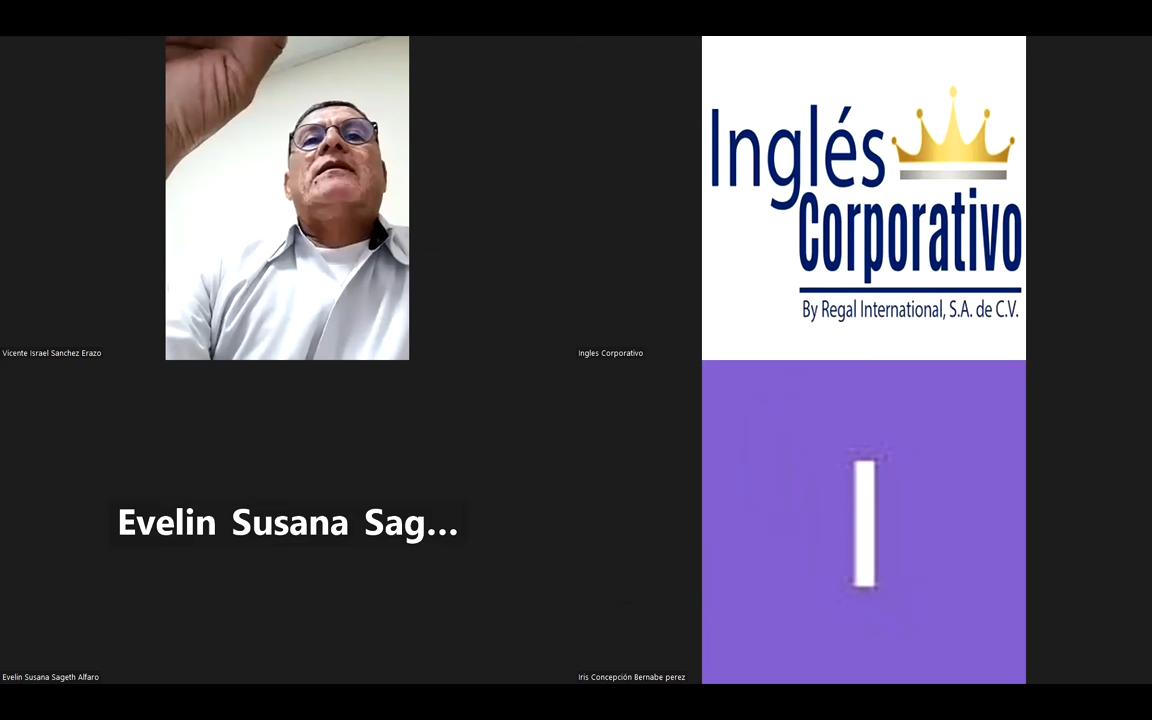 Inglés
Corporativo
By Regal International, S.A. de C.V.
Vicente Israel Sanchez Erazo
Ingles Corporativo
Evelin Susana Sag...
I
Evelin Susana Sageth Alfaro
Iris Concepción Bernabe perez